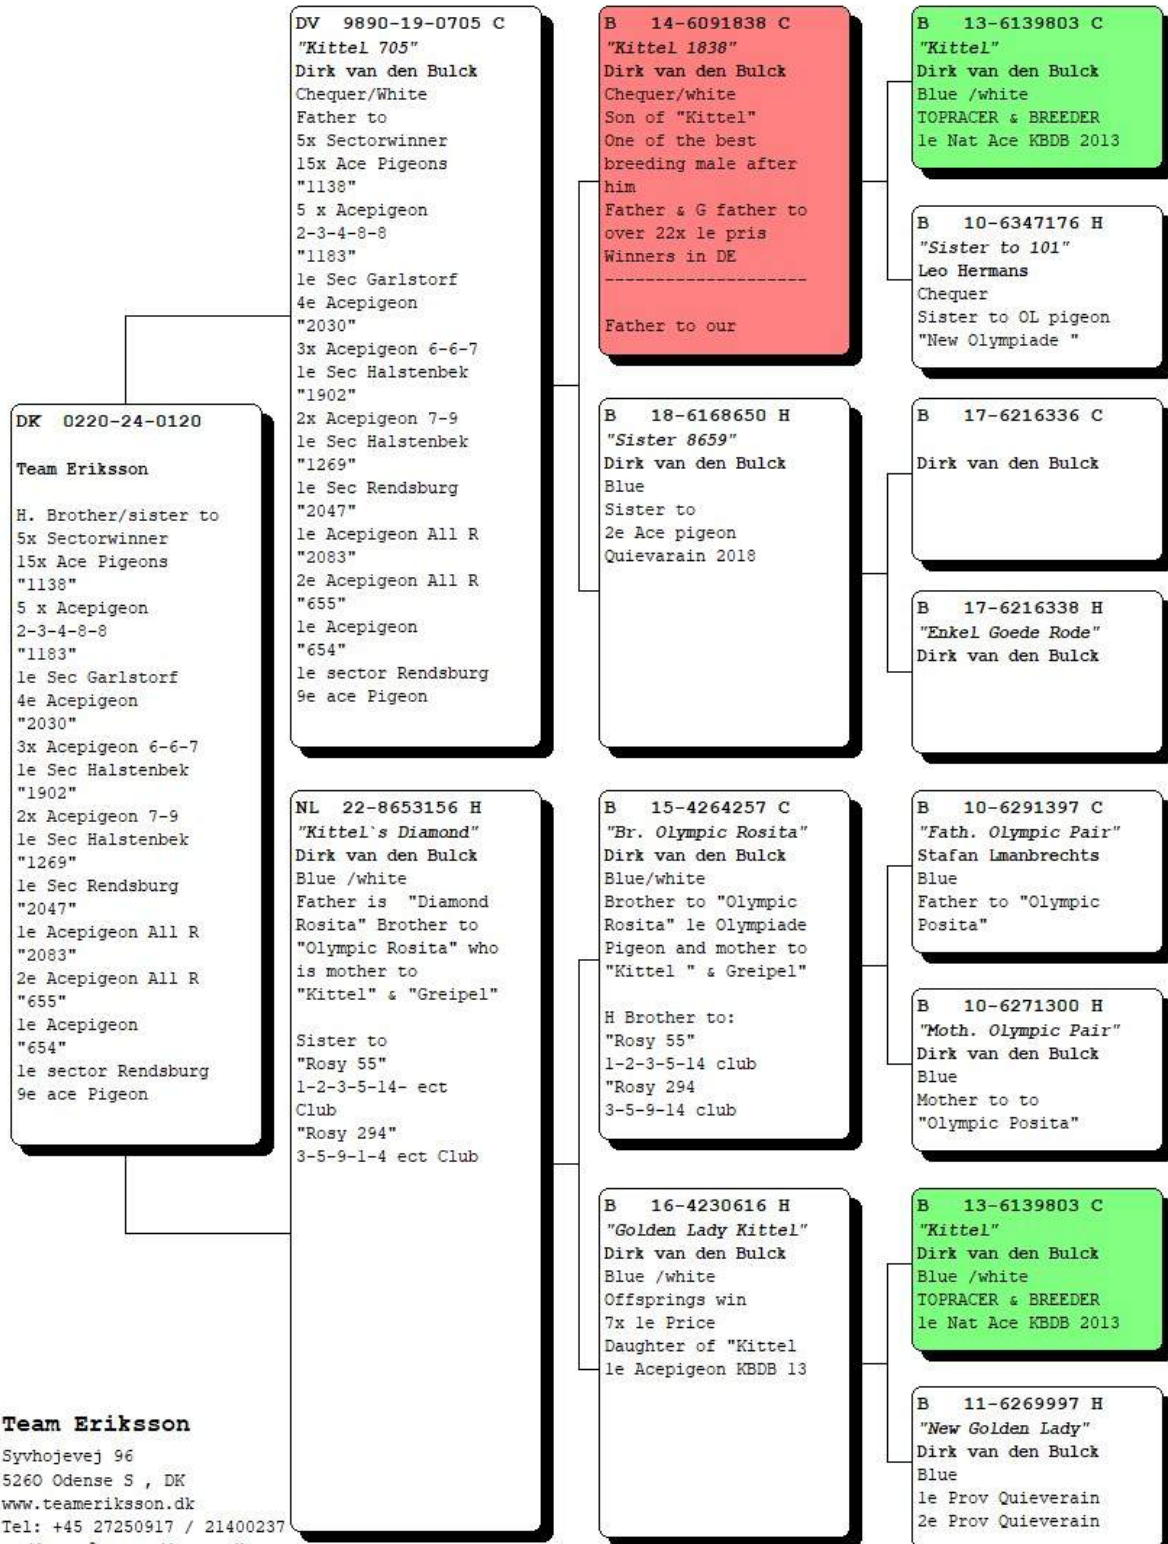 DK 0220-24-0120
Team Eriksson
H. Brother/sister to
5x Sectorwinner
15x Ace Pigeons
"1138"
5 x Acepigeon
2-3-4-8-8
"1183"
1e Sec Garlstorf
4e Acepigeon
"2030"
3x Acepigeon 6-6-7
1e Sec Halstenbek
"1902"
2x Acepigeon 7-9
1e Sec Halstenbek
"1269"
1e Sec Rendsburg
"2047"
1e Acepigeon All R
"2083"
2e Acepigeon All R
"655"
1e Acepigeon
"654"
1e sector Rendsburg
9e ace Pigeon
DV 9890-19-0705 C
"Kittel 705"
Dirk van den Bulck
Chequer/White
Father to
5x Sectorwinner
15x Ace Pigeons
"1138"
5 x Acepigeon
2-3-4-8-8
"1183"
1e Sec Garlstorf
4e Acepigeon
"2030"
3x Acepigeon 6-6-7
1e Sec Halstenbek
"1902"
2x Acepigeon 7-9
1e Sec Halstenbek
"1269"
1e Sec Rendsburg
"2047"
1e Acepigeon All R
"2083"
2e Acepigeon All R
"655"
1e Acepigeon
"654"
1e sector Rendsburg
9e ace Pigeon
NL 22-8653156 H
"Kittel`s Diamond"
Dirk van den Bulck
Blue /white
Father is "Diamond
Rosita" Brother to
"Olympic Rosita" who
is mother to
"Kittel" & "Greipel"
Sister to
"Rosy 55"
1-2-3-5-14- ect
Club
"Rosy 294"
3-5-9-1-4 ect Club
B 14-6091838 C
"Kittel 1838"
Dirk van den Bulck
Chequer/white
Son of "Kittel"
One of the best
breeding male after
him
Father & G father to
over 22x 1e pris
Winners in DE
--------------------
Father to our
B 18-6168650 H
"Sister 8659"
Dirk van den Bulck
Blue
Sister to
2e Ace pigeon
Quievarain 2018
B 15-4264257 C
"Br. Olympic Rosita"
Dirk van den Bulck
Blue/white
Brother to "Olympic
Rosita" 1e Olympiade
Pigeon and mother to
"Kittel " & Greipel"
H Brother to:
"Rosy 55"
1-2-3-5-14 club
"Rosy 294
3-5-9-14 club
B 16-4230616 H
"Golden Lady Kittel"
Dirk van den Bulck
Blue /white
Offsprings win
7x 1e Price
Daughter of "Kittel
1e Acepigeon KBDB 13
B 13-6139803 C
"Kittel"
Dirk van den Bulck
Blue /white
TOPRACER & BREEDER
1e Nat Ace KBDB 2013
B 10-6347176 H
"Sister to 101"
Leo Hermans
Chequer
Sister to OL pigeon
"New Olympiade "
B 17-6216336 C
Dirk van den Bulck
B 17-6216338 H
"Enkel Goede Rode"
Dirk van den Bulck
B 10-6291397 C
"Fath. Olympic Pair"
Stafan Lmanbrechts
Blue
Father to "Olympic
Posita"
B 10-6271300 H
"Moth. Olympic Pair"
Dirk van den Bulck
Blue
Mother to to
"Olympic Posita"
B 13-6139803 C
"Kittel"
Dirk van den Bulck
Blue /white
TOPRACER & BREEDER
1e Nat Ace KBDB 2013
B 11-6269997 H
"New Golden Lady"
Dirk van den Bulck
Blue
1e Prov Quieverain
2e Prov Quieverain
Team Eriksson
Syvhojevej 96
5260 Odense S , DK
www.teameriksson.dk
Tel: +45 27250917 / 21400237